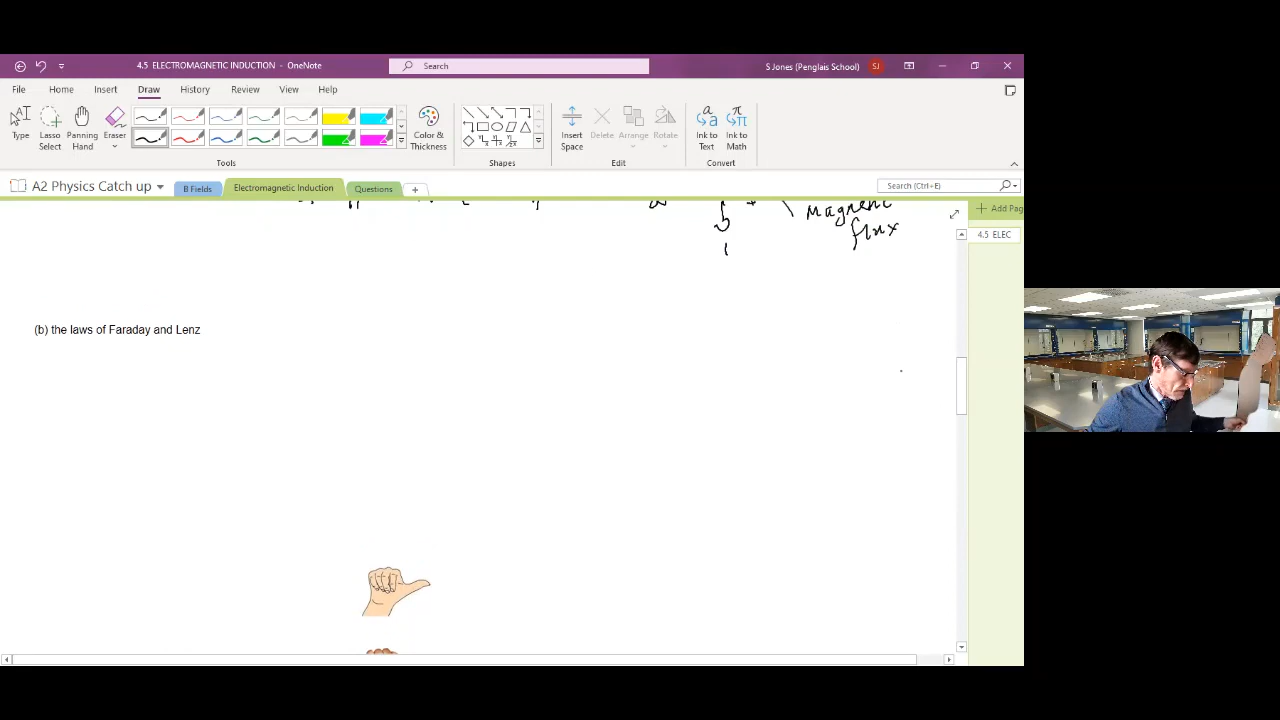 4.5 ELECTROMAGNETIC INDUCTION - OneNote
Search
S Jones (Penglais School)
SJ
File
Home
Insert
Draw
History
Review
View
Help
Type
Lasso Select
Panning Hand
Eraser
Color & Thickness
Insert Space
Delete
Arrange
Rotate
Ink to Text
Ink to Math
Tools
Shapes
Edit
Convert
A2 Physics Catch up
B Fields
Electromagnetic Induction
Questions
Search (Ctrl+E)
Add Pag
4.5 ELEC
magnetic
flux
(b) the laws of Faraday and Lenz